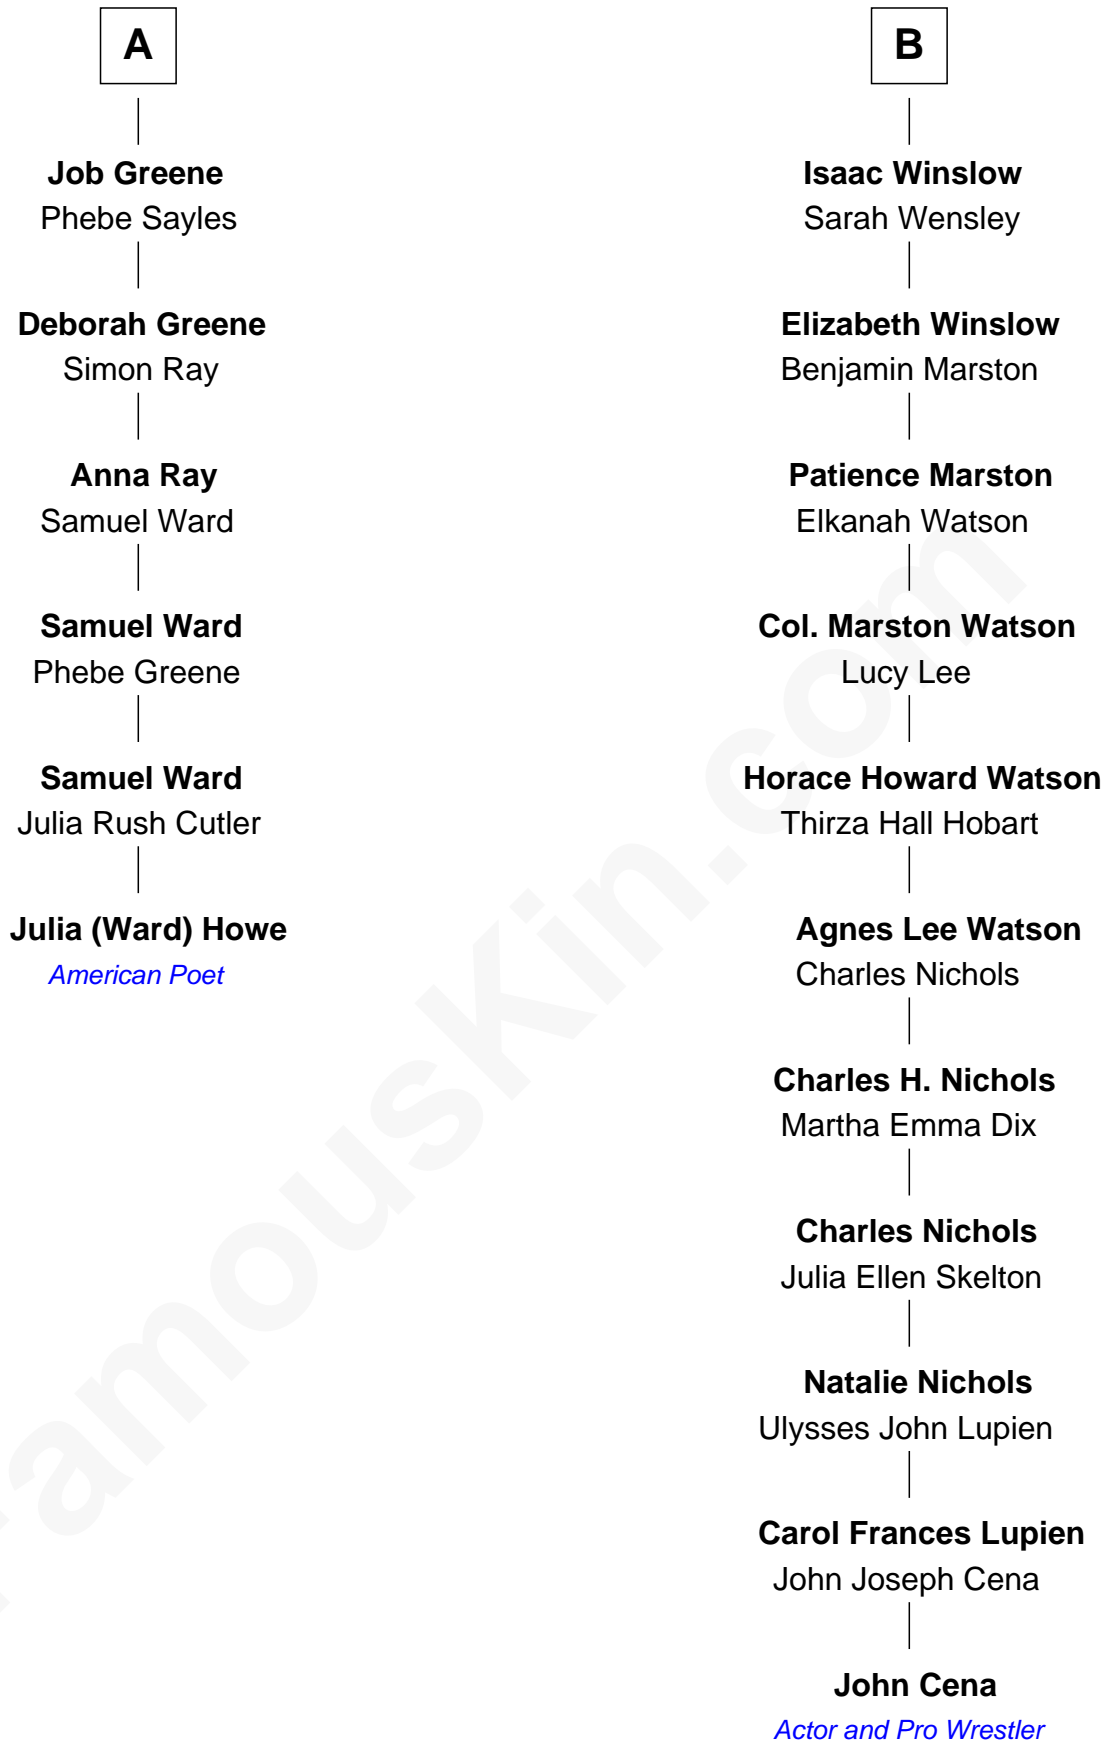 A
Job Greene
Phebe Sayles
Deborah Greene
Simon Ray
Anna Ray
Samuel Ward
Samuel Ward
Phebe Greene
Samuel Ward
Julia Rush Cutler
Julia (Ward) Howe
American Poet
B
Isaac Winslow
Sarah Wensley
Elizabeth Winslow
Benjamin Marston
Patience Marston
Elkanah Watson
Col. Marston Watson
Lucy Lee
Horace Howard Watson
Thirza Hall Hobart
Agnes Lee Watson
Charles Nichols
Charles H. Nichols
Martha Emma Dix
Charles Nichols
Julia Ellen Skelton
Natalie Nichols
Ulysses John Lupien
Carol Frances Lupien
John Joseph Cena
John Cena
Actor and Pro Wrestler
FamousKin.com